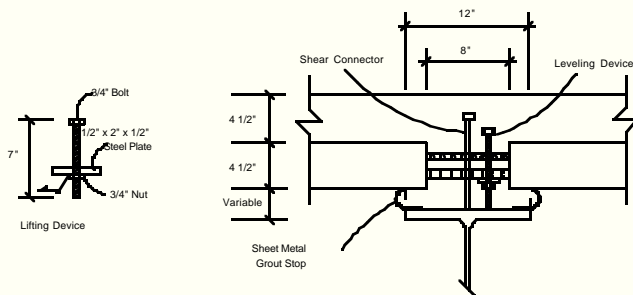 12"
8"
Shear Connector
Leveling Device
3/4" Bolt
4 1/2"
1/2" x 2" x 1/2"
Steel Plate
7"
4 1/2"
3/4" Nut
Variable
Lifting Device
Sheet Metal
Grout Stop